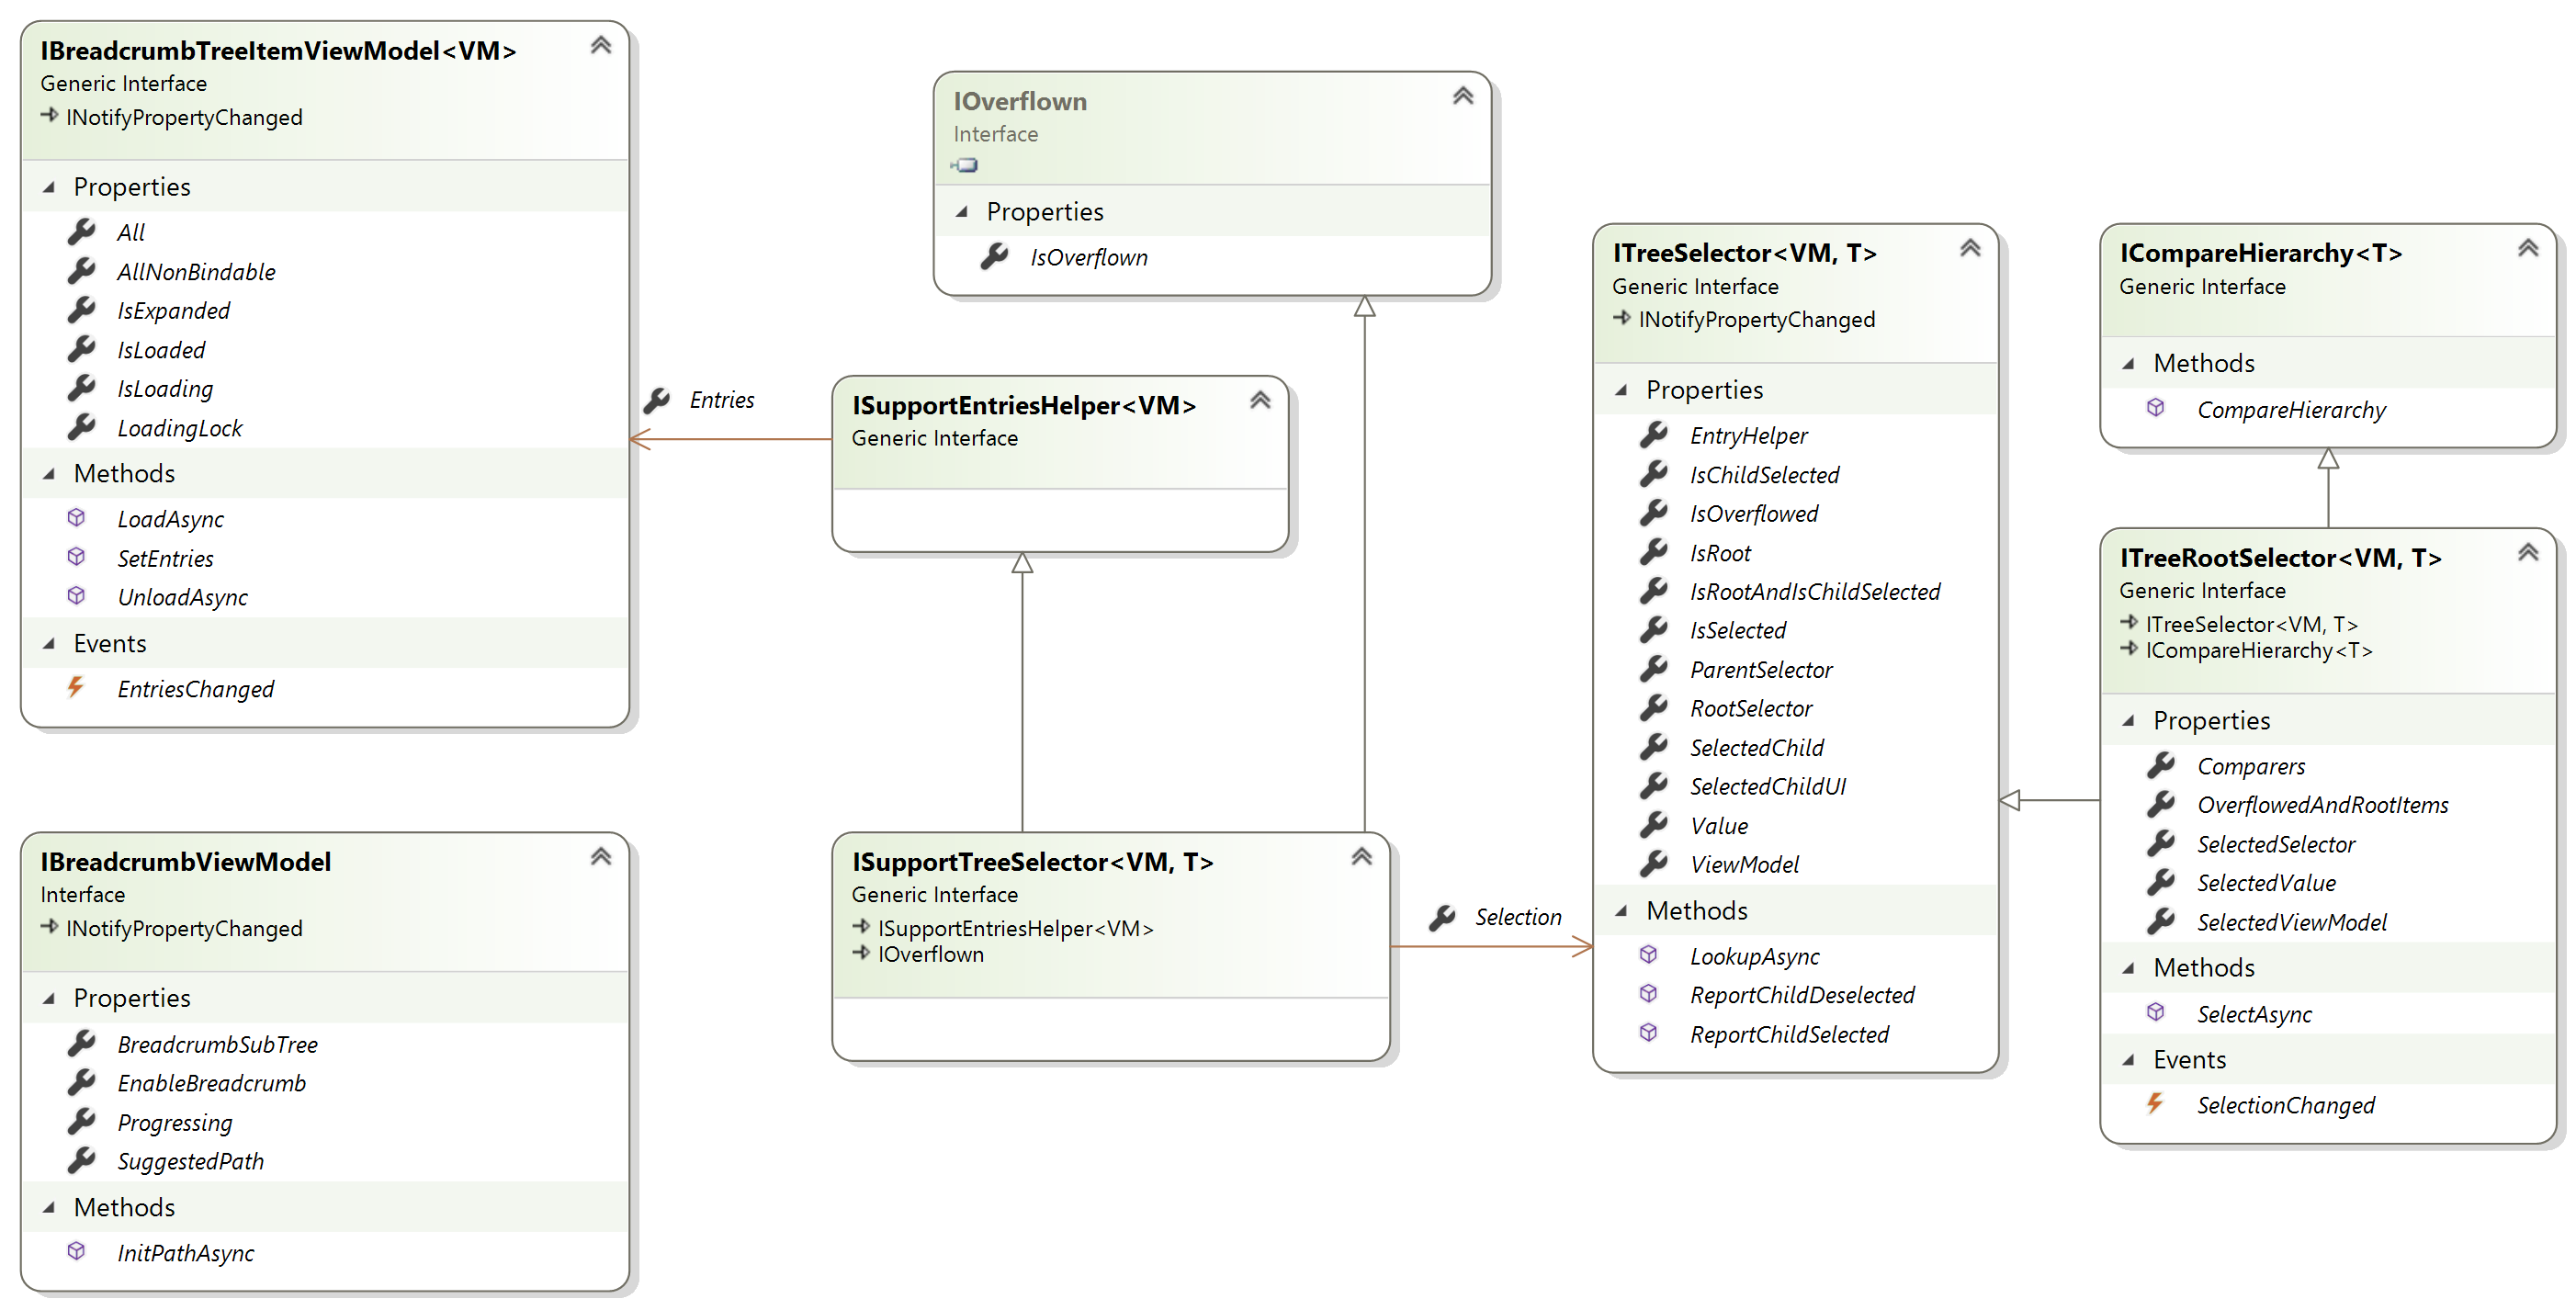 IBreadcrumbTreeItemViewModel<VM>
Generic Interface
INotifyPropertyChanged
Properties
All
AllNonBindable
IsExpanded
IsLoaded
IsLoading
LoadingLock
Methods
LoadAsync
SetEntries
UnloadAsync
Events
EntriesChanged
IBreadcrumbViewModel
Interface
INotifyPropertyChanged
Properties
BreadcrumbSubTree
EnableBreadcrumb
Progressing
SuggestedPath
Methods
InitPathAsync
IOverflown
Interface
Properties
IsOverflown
Entries
ISupportEntriesHelper<VM>
Generic Interface
ISupportTreeSelector<VM, T>
Generic Interface
ISupportEntriesHelper<VM>
IOverflown
Selection
ITreeSelector<VM, T>
Generic Interface
INotifyPropertyChanged
Properties
EntryHelper
IsChildSelected
IsOverflowed
IsRoot
IsRootAndIsChildSelected
IsSelected
ParentSelector
RootSelector
SelectedChild
SelectedChildUI
Value
ViewModel
Methods
LookupAsync
ReportChildDeselected
ReportChildSelected
ICompareHierarchy<T>
Generic Interface
Methods
CompareHierarchy
ITreeRootSelector<VM, T>
Generic Interface
ITreeSelector<VM, T>
ICompareHierarchy<T>
Properties
Comparers
OverflowedAndRootItems
SelectedSelector
SelectedValue
SelectedViewModel
Methods
SelectAsync
Events
SelectionChanged